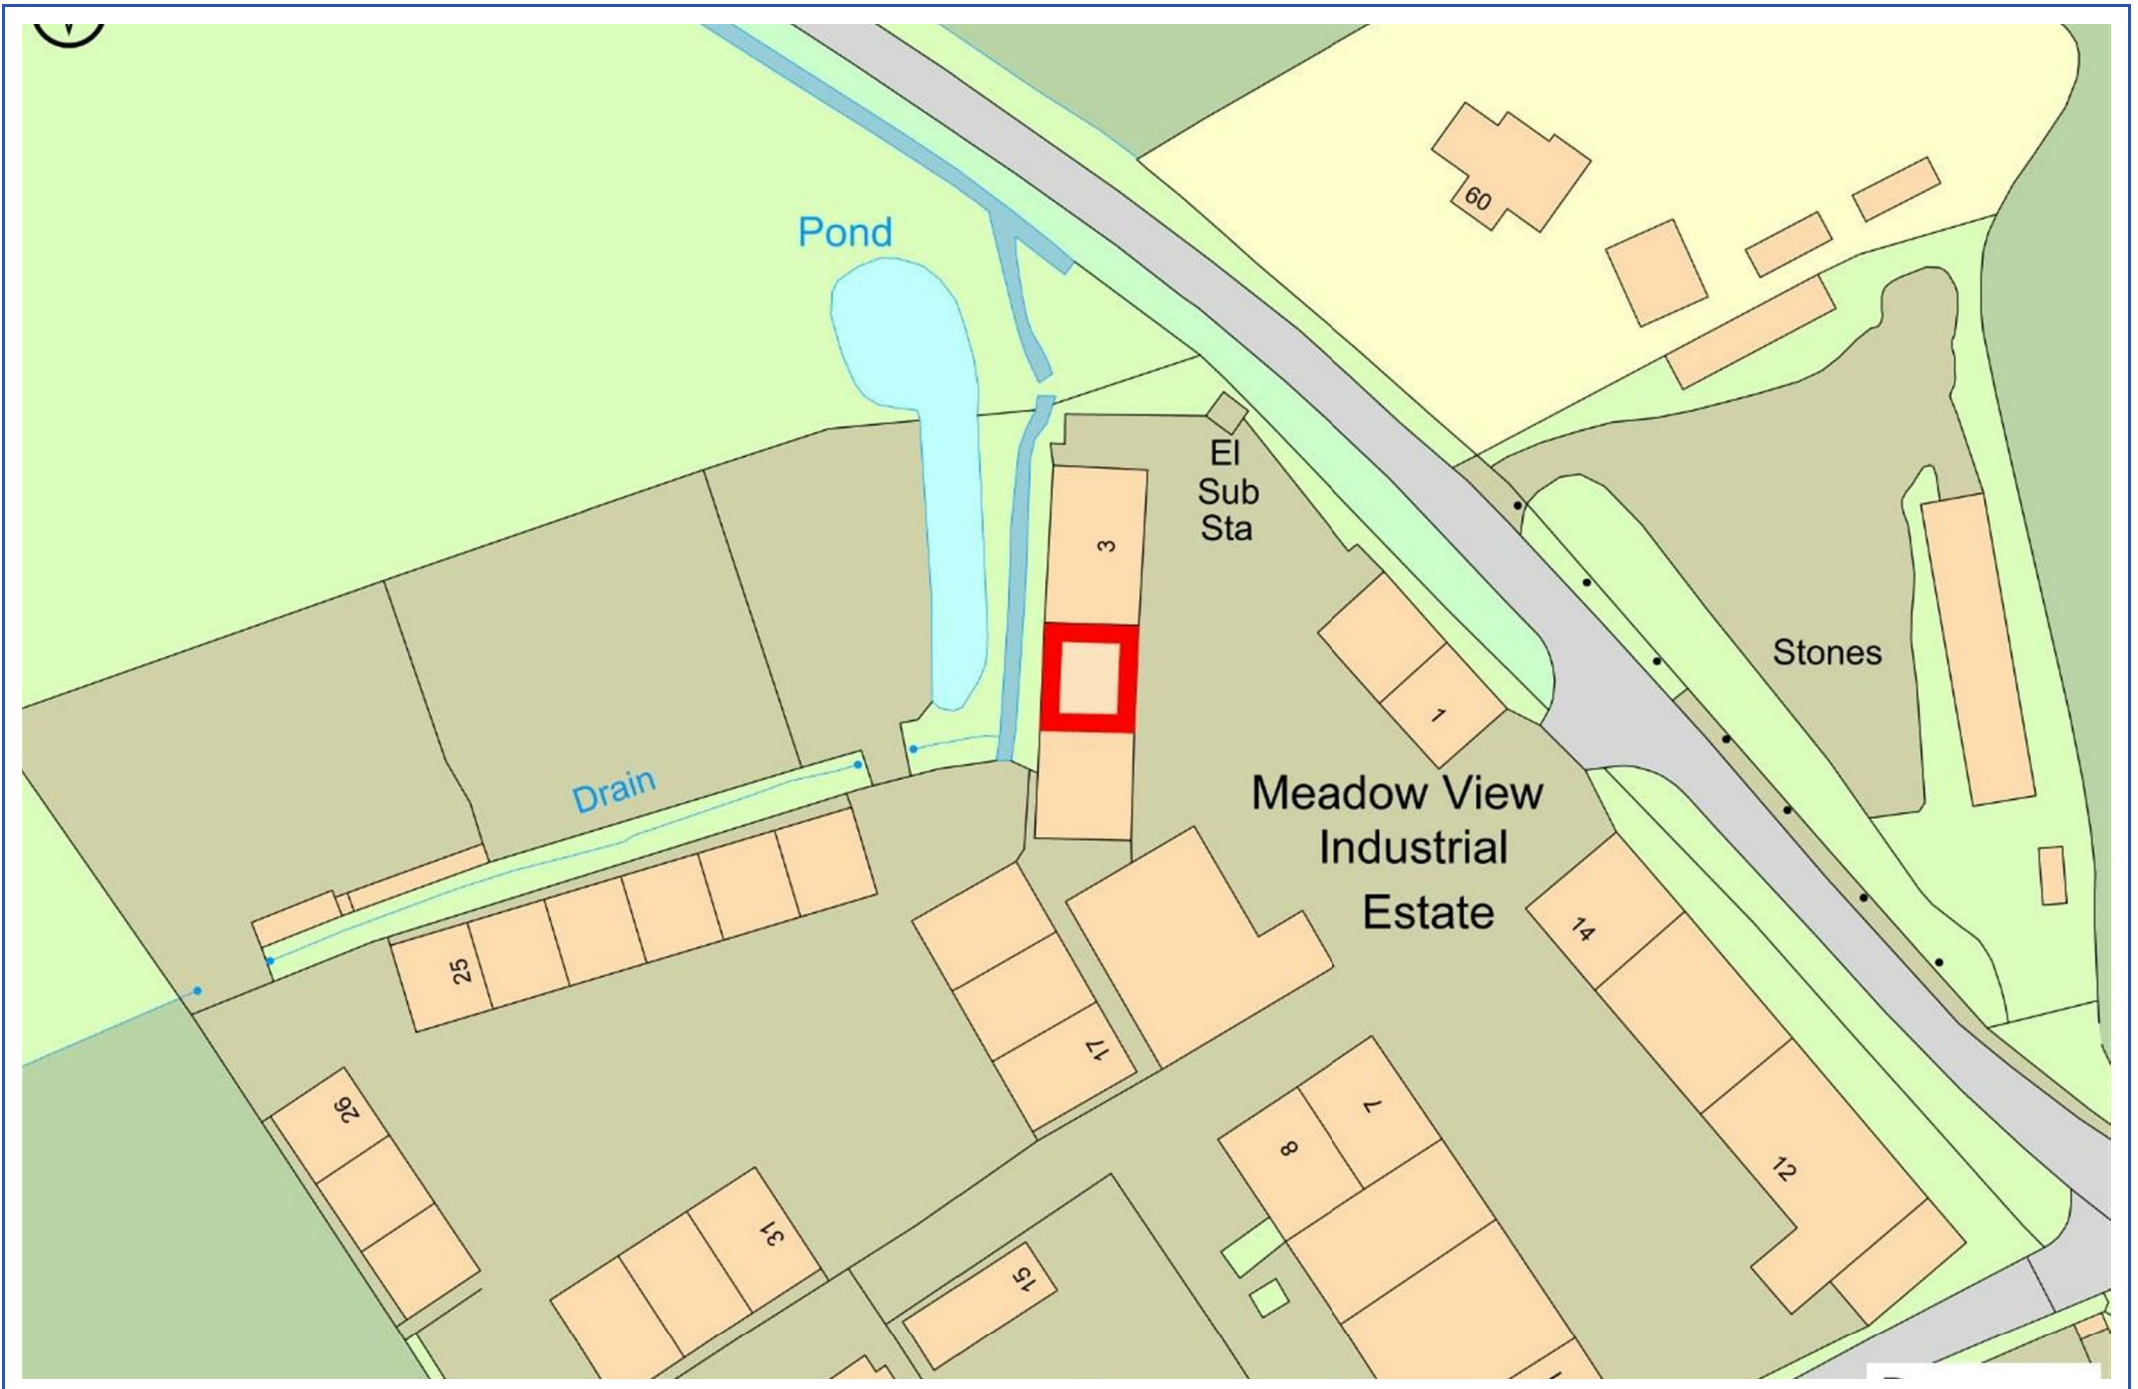 60
Pond
El
Sub
Sta
3
Stones
1
Meadow View
Industrial
Estate
Drain
14
25
17
26
7
8
12
31
15